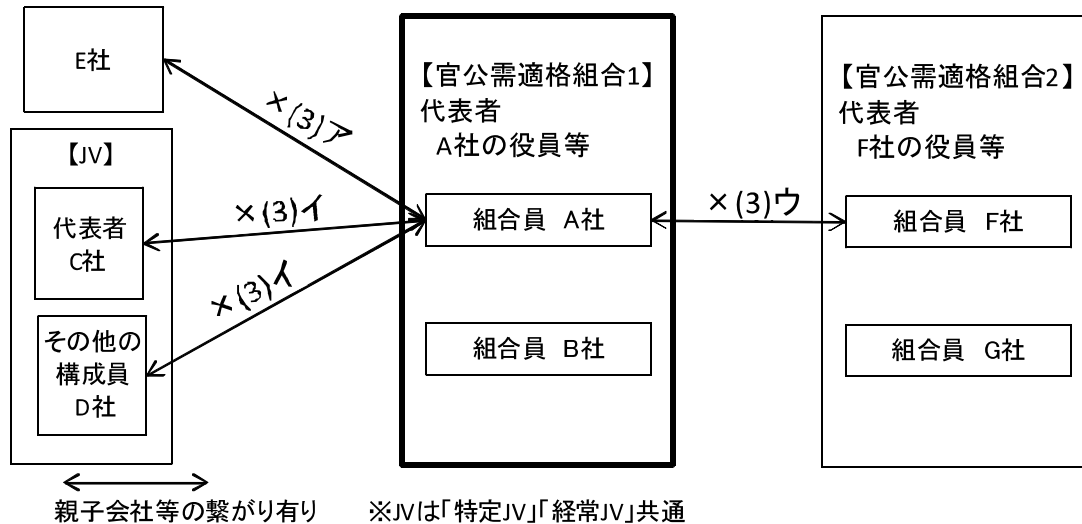 E社
×(3)ア
【JV】
代表者
C社
×(3)イ
その他の
構成員
D社
×(3)イ
【官公需適格組合1】
代表者
A社の役員等
組合員 A社
組合員 B社
×(3)ウ
【官公需適格組合2】
代表者
F社の役員等
組合員 F社
組合員 G社
親子会社等の繋がり有り
※JVは「特定JV」「経常JV」共通